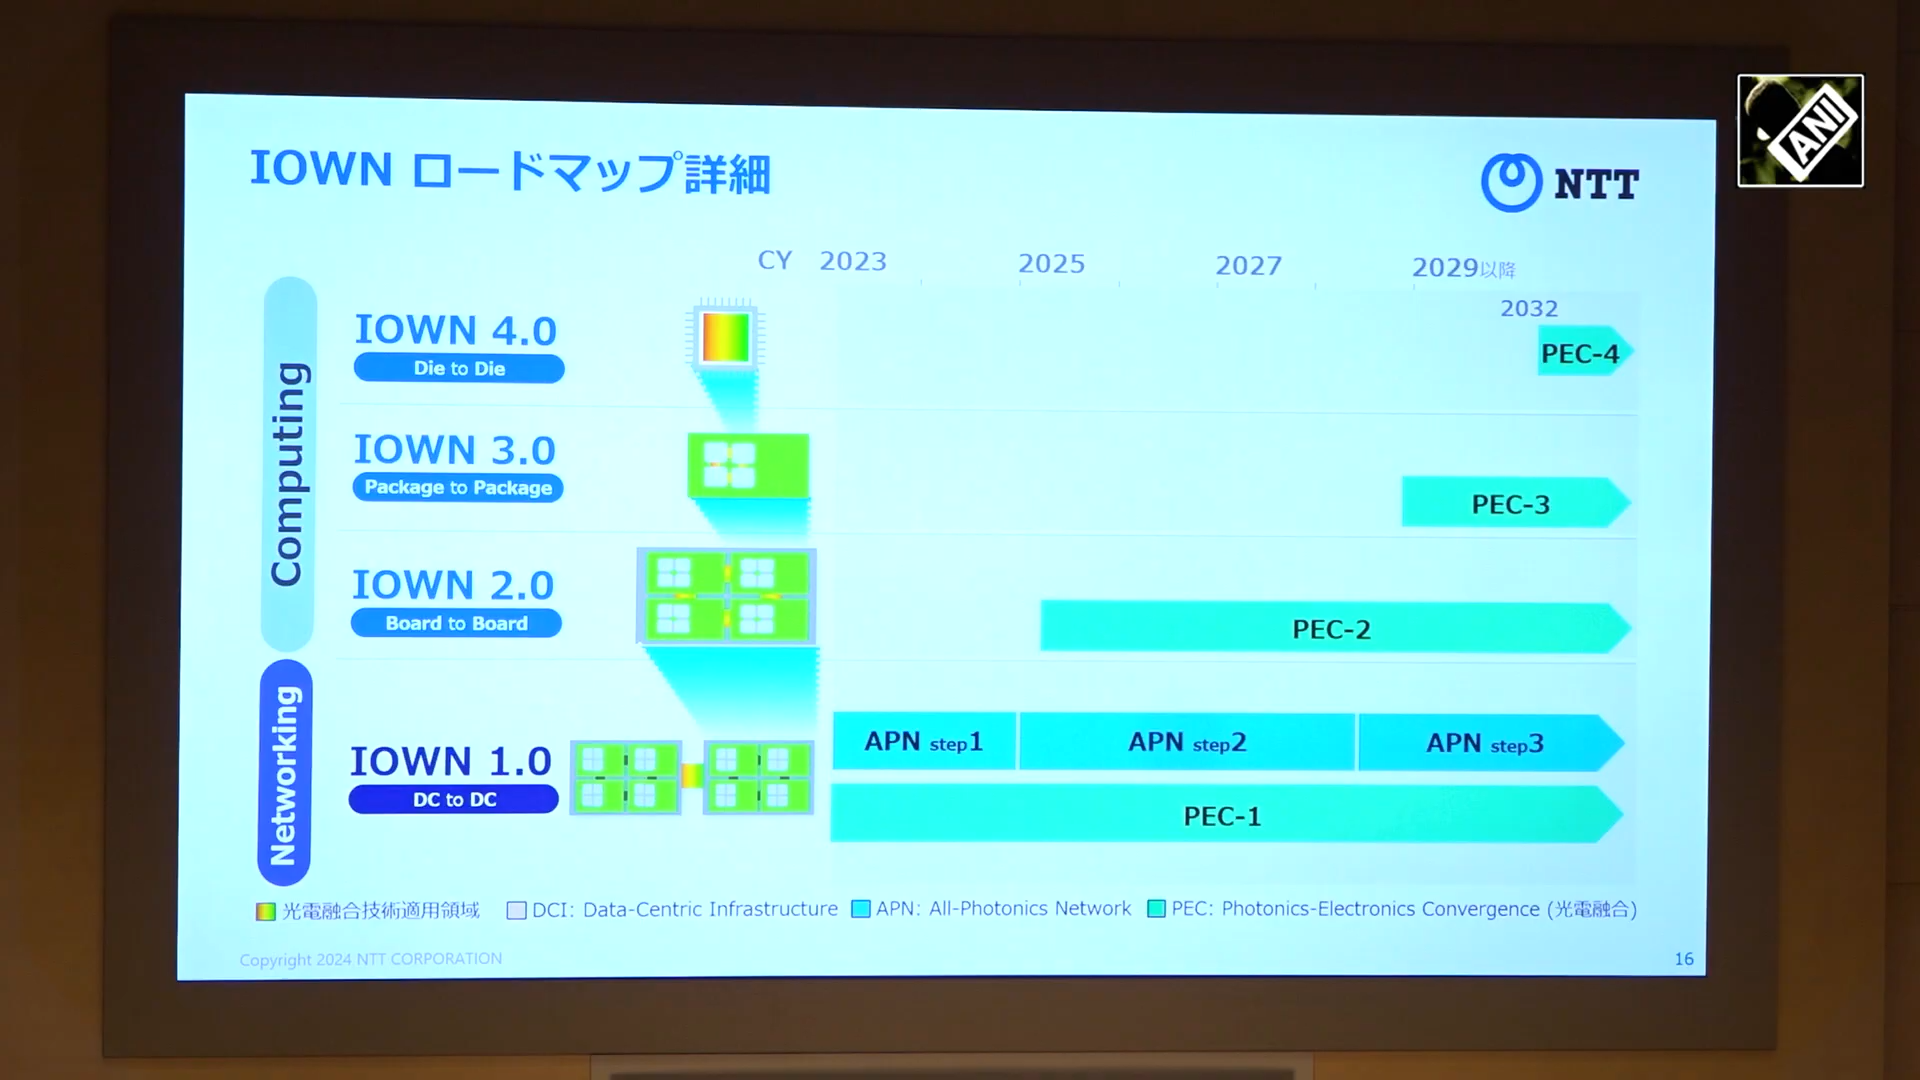 ANI
IOWN ロードマップ詳細
NTT
CY 2023 2025 2027 2029以降
2032
Computing
IOWN 4.0
Die to Die
PEC-4
IOWN 3.0
Package to Package
PEC-3
IOWN 2.0
Board to Board
PEC-2
Networking
IOWN 1.0
DC to DC
APN step1 APN step2 APN step3
PEC-1
光電融合技術適用領域 DCI: Data-Centric Infrastructure APN: All-Photonics Network PEC: Photonics-Electronics Convergence (光電融合)
Copyright 2024 NTT CORPORATION
16